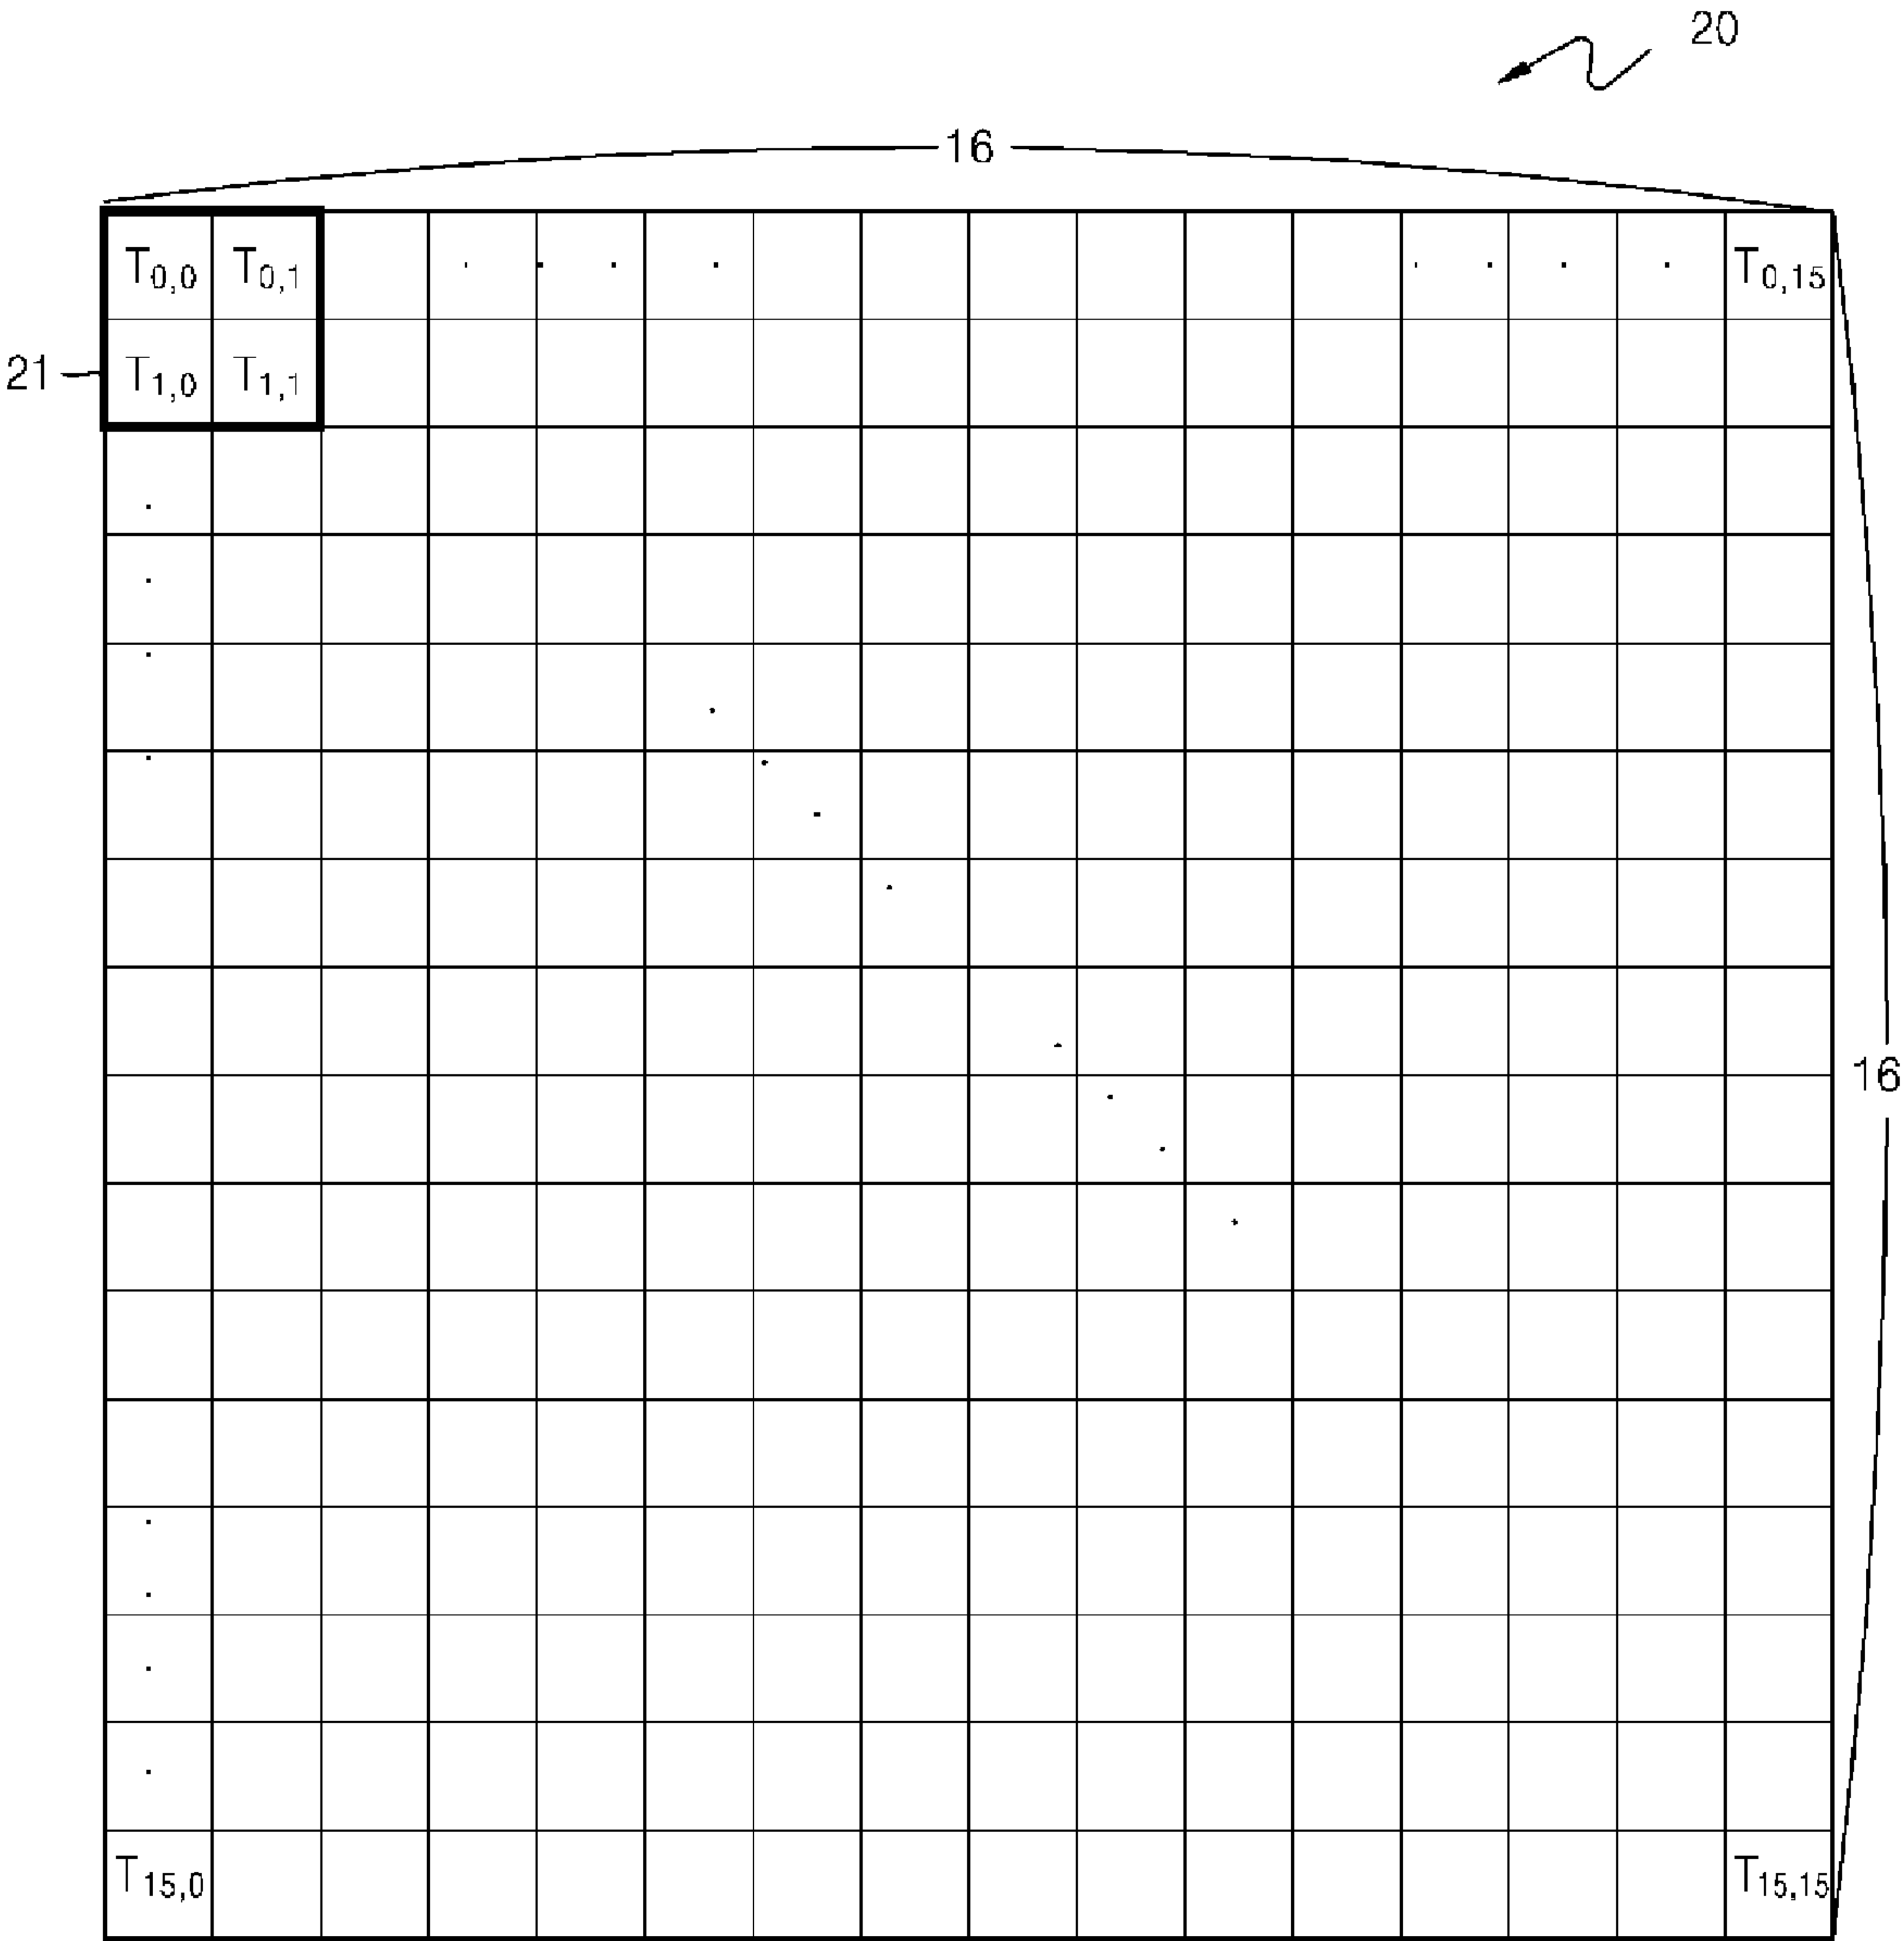 20
16
T0,0 T0,1 . . . . . . . . T0,15
21 T1,0 T1,1
16
T15,0 T15,15